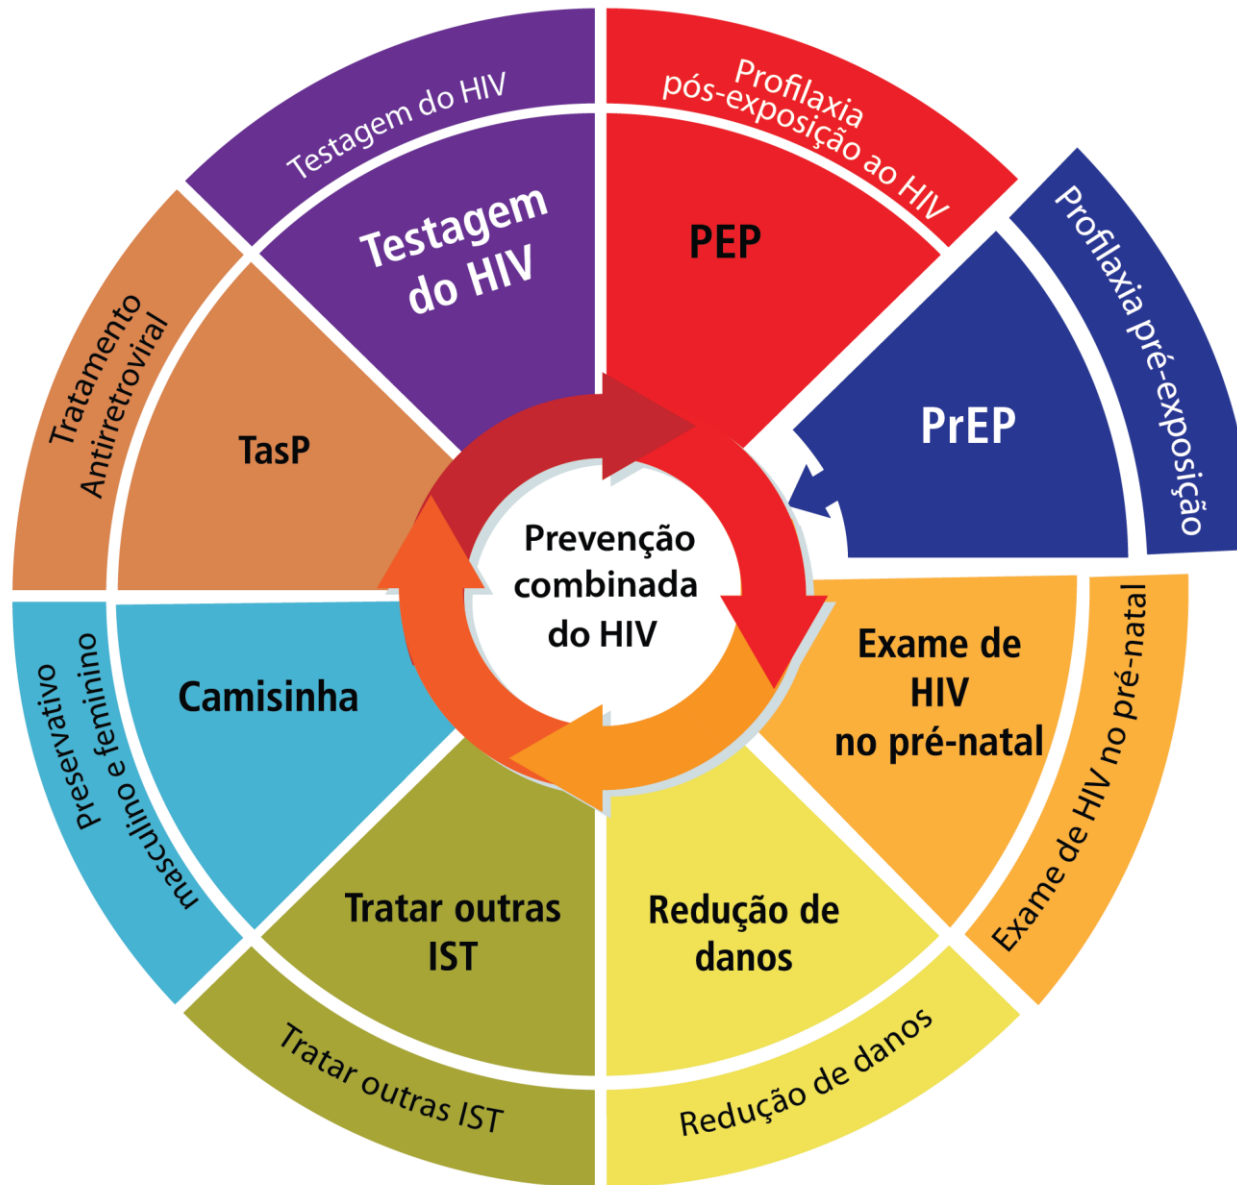 Testagem do HIV
Testagem
do HIV
Profilaxia
pós-exposição ao HIV
PEP
Profilaxia pré-exposição
PrEP
Exame de HIV no pré-natal
Exame de
HIV
no pré-natal
Redução de
danos
Redução de danos
Tratar outras
IST
Tratar outras IST
Camisinha
Preservativo
masculino e feminino
TasP
Tratamento
Antirretroviral
Prevenção
combinada
do HIV